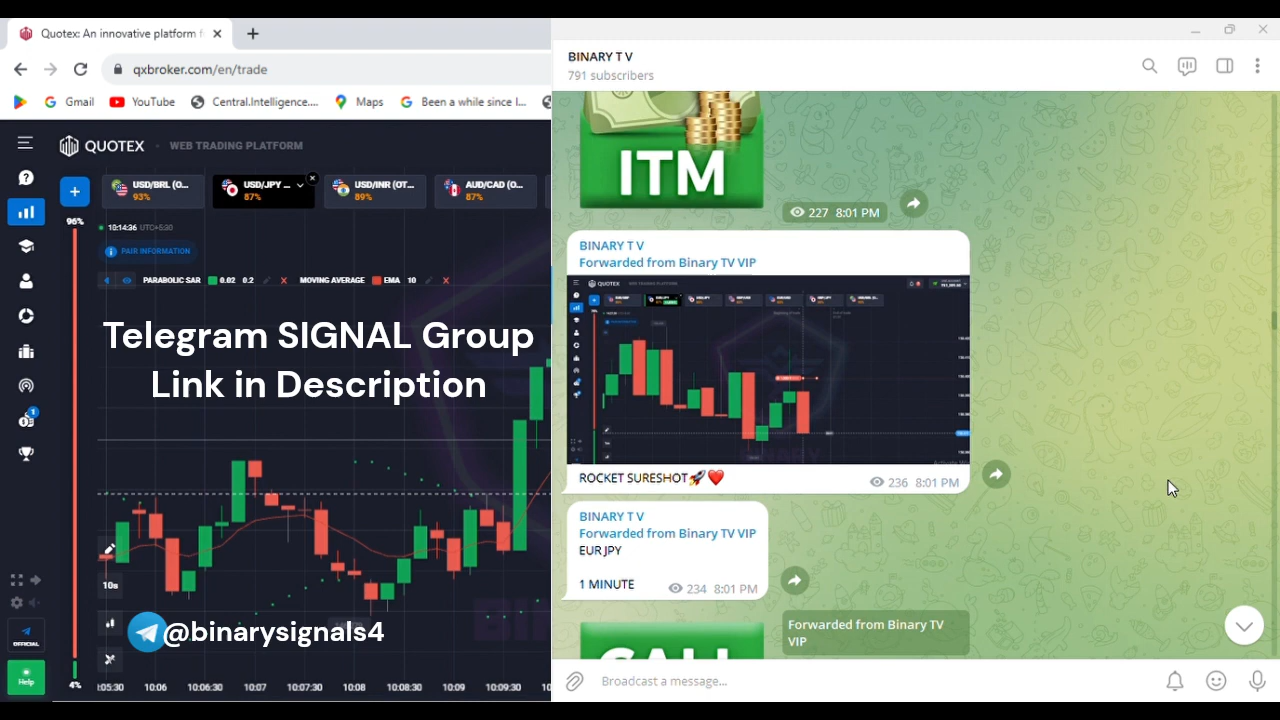 Quotex: An innovative platform f
qxbroker.com/en/trade
Gmail
YouTube
Central.Intelligence....
Maps
Been a while since I...
QUOTEX
WEB TRADING PLATFORM
USD/BRL (O...
93%
USD/JPY ...
87%
USD/INR (OT...
89%
AUD/CAD (O...
87%
96%
10:14:36 UTC+5:30
PAIR INFORMATION
PARABOLIC SAR 0.02 0.2
MOVING AVERAGE EMA 10
Telegram SIGNAL Group
Link in Description
10s
@binarysignals4
OFFICIAL
1
Help
4%
:05:30 10:06 10:06:30 10:07 10:07:30 10:08 10:08:30 10:09 10:09:30 10
BINARY T V
791 subscribers
ITM
227 8:01 PM
BINARY T V
Forwarded from Binary TV VIP
QUOTEX
ROCKET SURESHOT🚀❤️
236 8:01 PM
BINARY T V
Forwarded from Binary TV VIP
EUR JPY
1 MINUTE
234 8:01 PM
Forwarded from Binary TV
VIP
CALL
Broadcast a message...